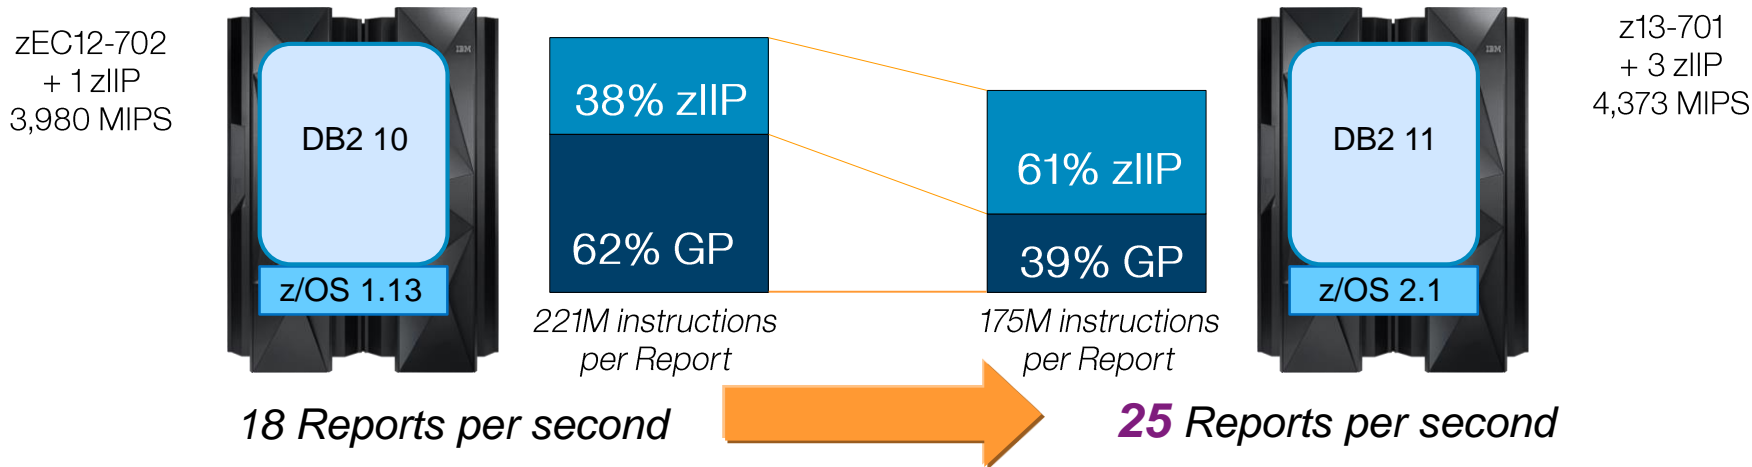 zEC12-702
+ 1 zIIP
3,980 MIPS
IBM
DB2 10
z/OS 1.13
38% zIIP
62% GP
221M instructions
per Report
18 Reports per second
61% zIIP
39% GP
175M instructions
per Report
25 Reports per second
IBM
DB2 11
z/OS 2.1
z13-701
+ 3 zIIP
4,373 MIPS